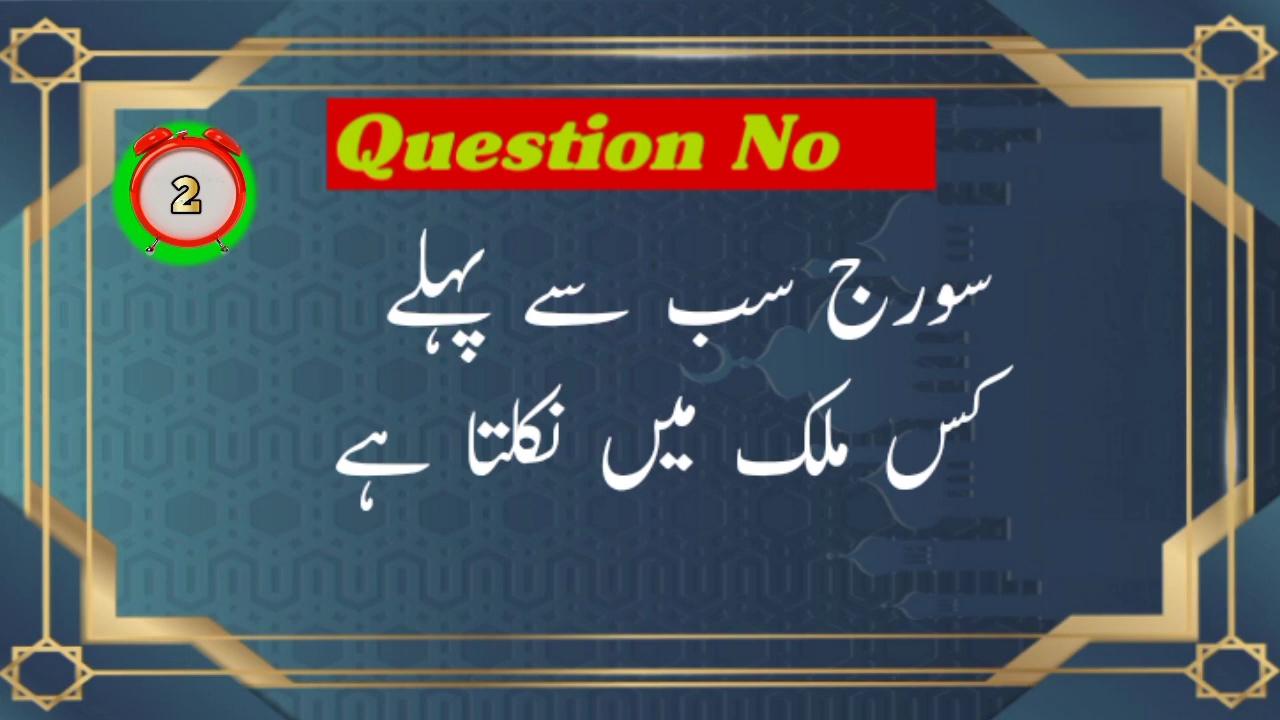 Question No
2
سورج سب سے پہلے
کس ملک میں نکلتا ہے